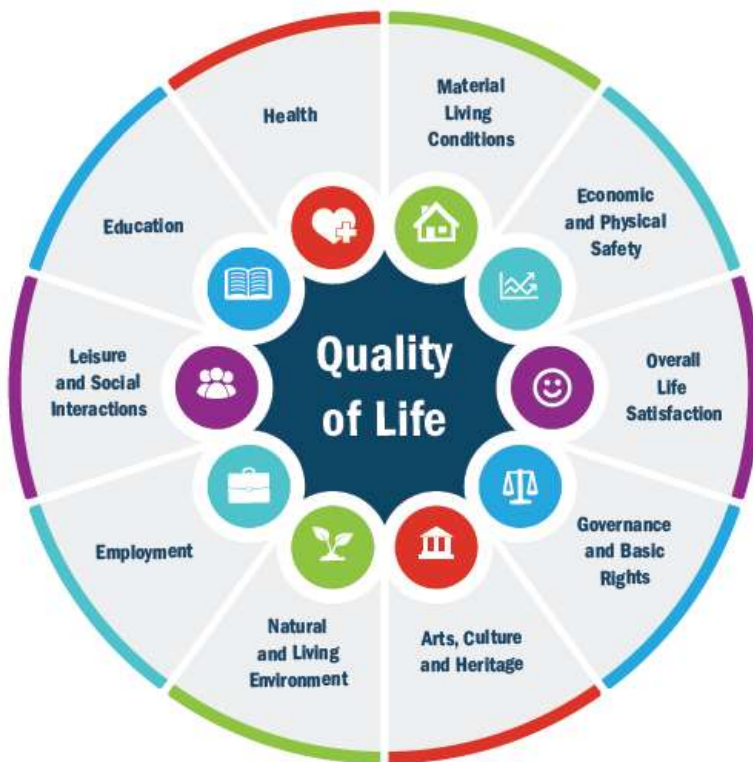 Quality
of Life
Material
Living
Conditions
Economic
and Physical
Safety
Overall
Life
Satisfaction
Governance
and Basic
Rights
Arts, Culture
and Heritage
Natural
and Living
Environment
Employment
Leisure
and Social
Interactions
Education
Health